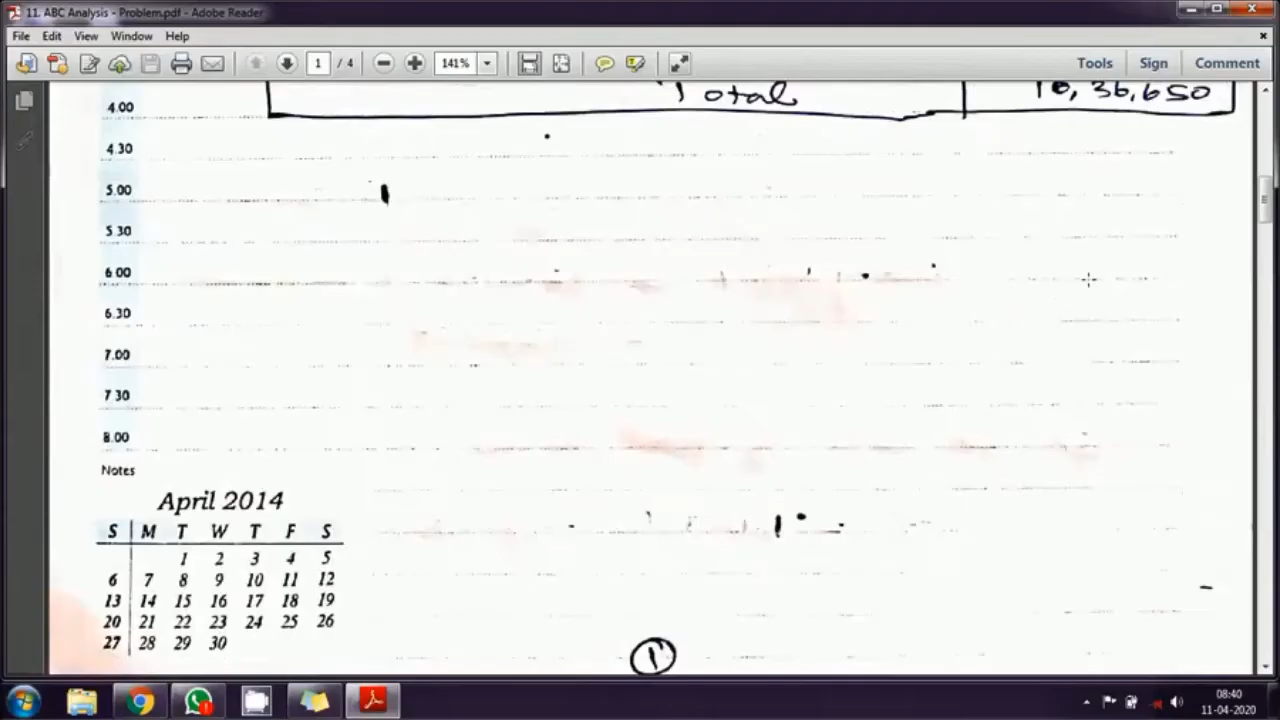 11. ABC Analysis - Problem.pdf - Adobe Reader
File Edit View Window Help
1 / 4 141% Tools Sign Comment
Total 10,36,650
4.00
4.30
5.00
5.30
6 00
6.30
7.00
7 30
8.00
Notes
April 2014
S M T W T F S
1 2 3 4 5
6 7 8 9 10 11 12
13 14 15 16 17 18 19
20 21 22 23 24 25 26
27 28 29 30
1
08:40
11-04-2020